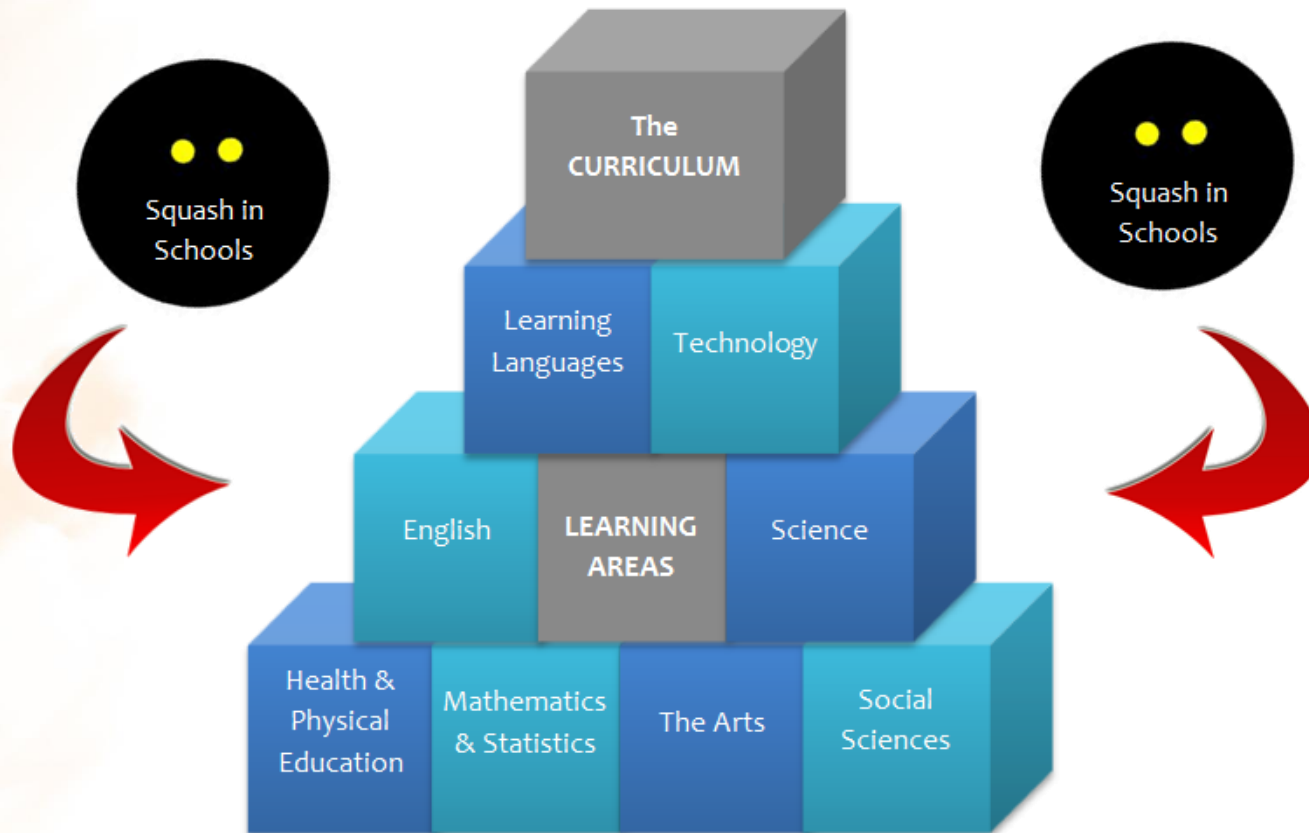 The
CURRICULUM
Squash in
Schools
Squash in
Schools
Learning
Languages
Technology
English
LEARNING
AREAS
Science
Health &
Physical
Education
Mathematics
& Statistics
The Arts
Social
Sciences